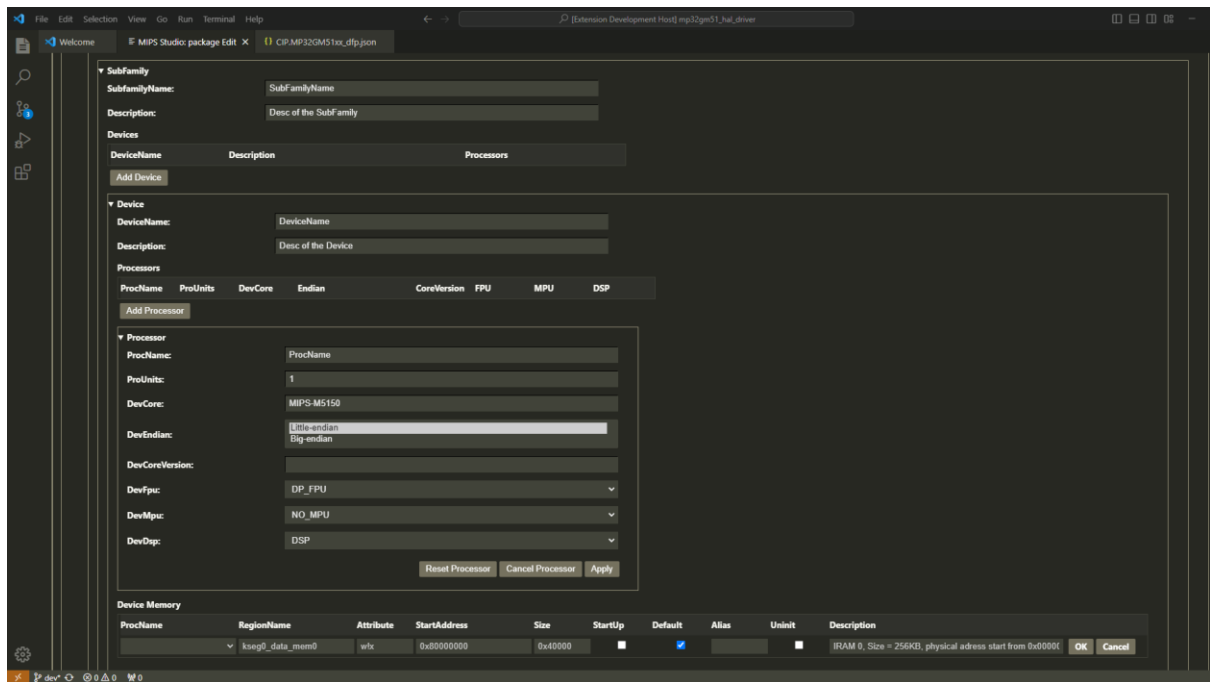 File Edit Selection View Go Run Terminal Help [Extension Development Host] mp32gm51_hal_driver
Welcome MIPS Studio: package Edit {} CIP.MP32GM51xx_dfp.json
SubFamily
SubfamilyName: SubFamilyName
Description: Desc of the SubFamily
Devices
DeviceName Description Processors
Add Device
Device
DeviceName: DeviceName
Description: Desc of the Device
Processors
ProcName ProUnits DevCore Endian CoreVersion FPU MPU DSP
Add Processor
Processor
ProcName: ProcName
ProUnits: 1
DevCore: MIPS-M5150
DevEndian: Little-endian
Big-endian
DevCoreVersion:
DevFpu: DP_FPU
DevMpu: NO_MPU
DevDsp: DSP
Reset Processor Cancel Processor Apply
Device Memory
ProcName RegionName Attribute StartAddress Size StartUp Default Alias Uninit Description
kseg0_data_mem0 w!x 0x80000000 0x40000 IRAM 0, Size = 256KB, physical adress start from 0x0000( OK Cancel
dev* 0 0 0